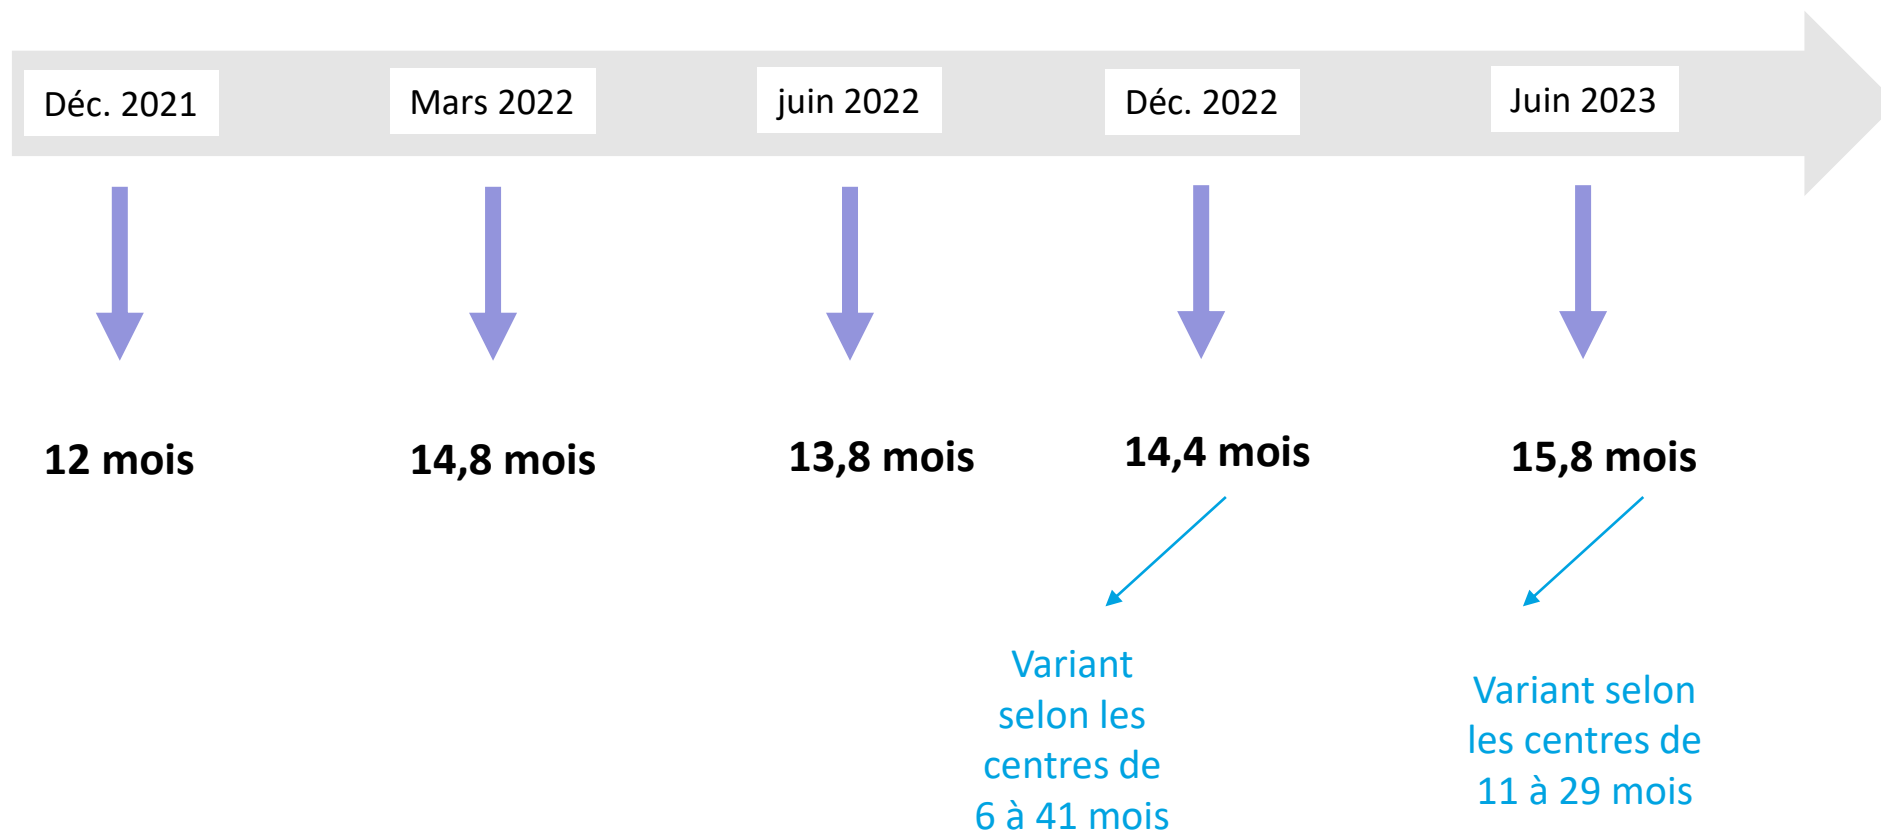 Déc. 2021
Mars 2022
juin 2022
Déc. 2022
Juin 2023
12 mois
14,8 mois
13,8 mois
14,4 mois
15,8 mois
Variant
selon les
centres de
6 à 41 mois
Variant selon
les centres de
11 à 29 mois